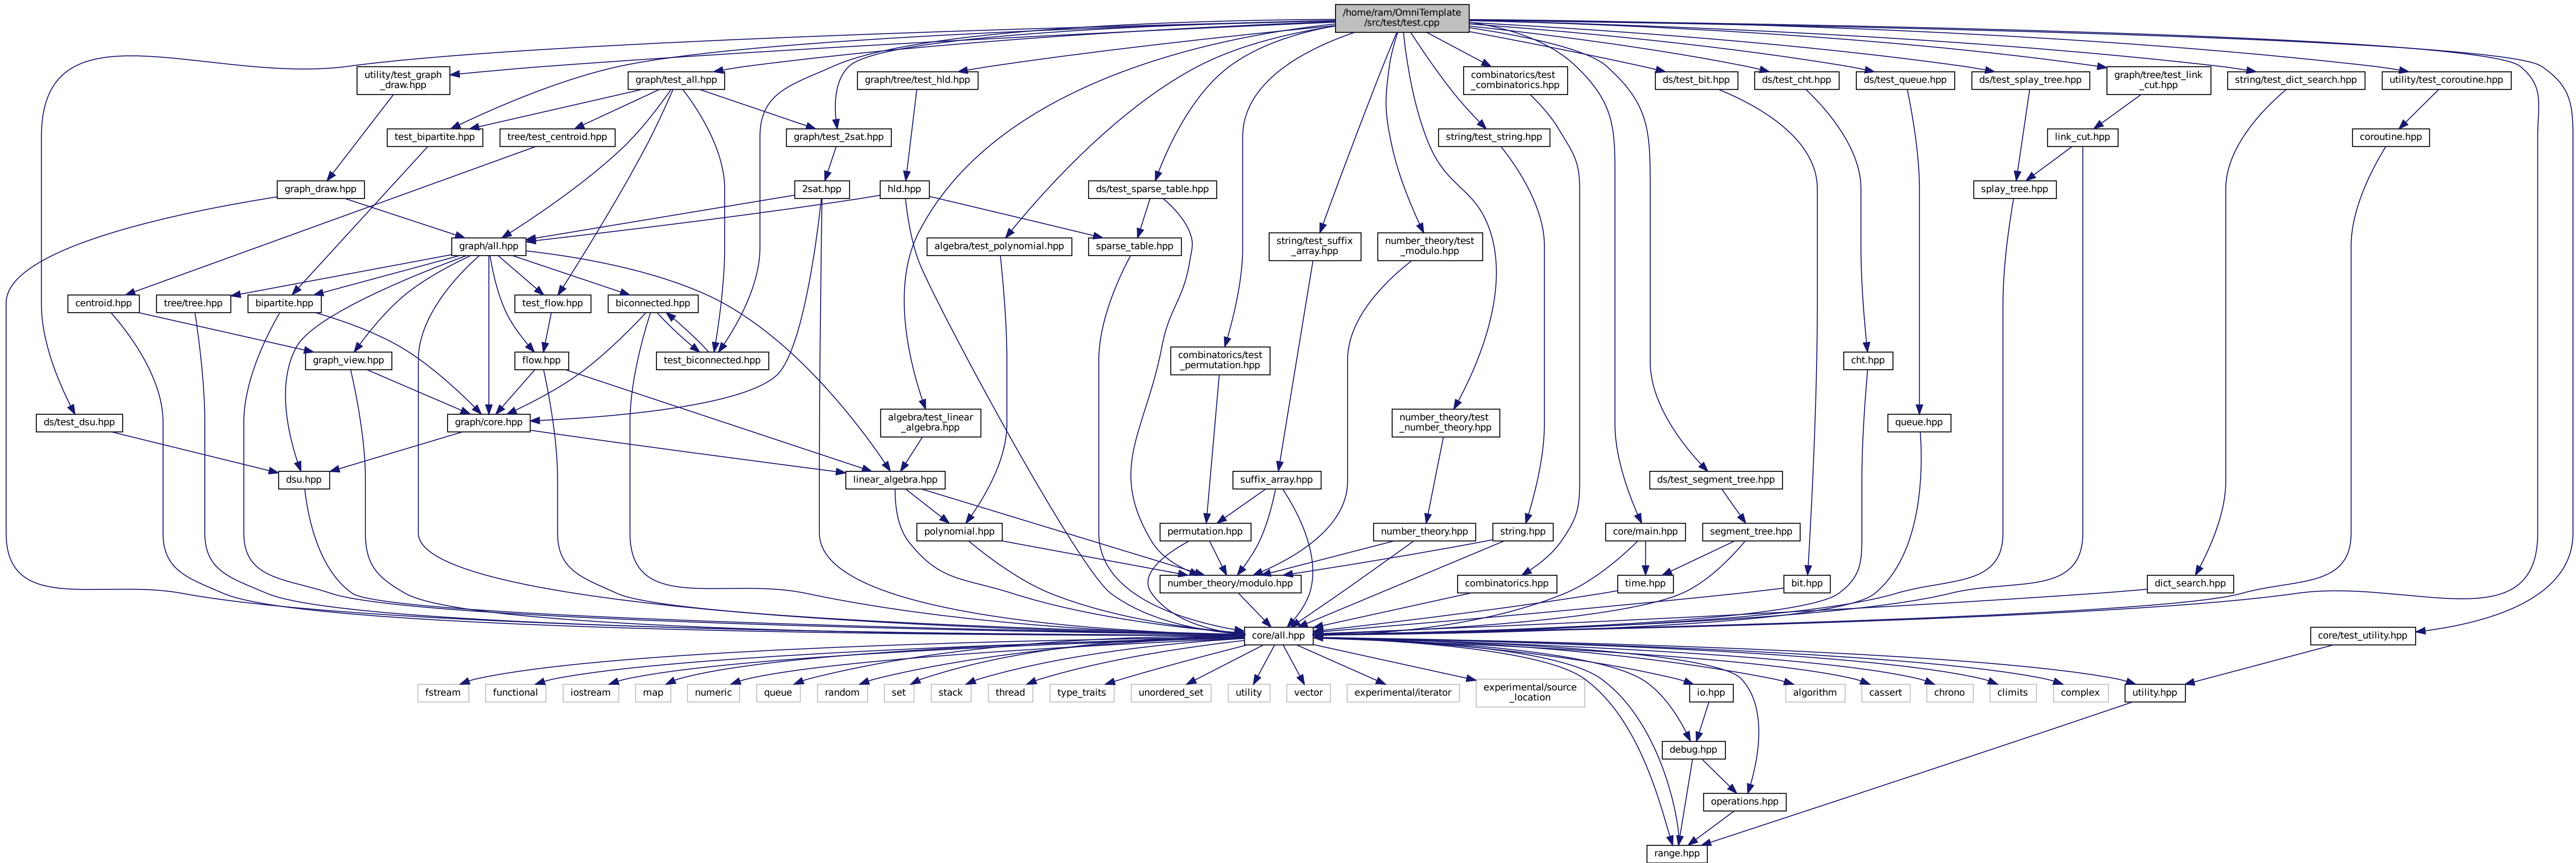 /home/ram/OmniTemplate
/src/test/test.cpp
utility/test_graph
_draw.hpp
graph/test_all.hpp
graph/tree/test_hld.hpp
combinatorics/test
_combinatorics.hpp
ds/test_bit.hpp
ds/test_cht.hpp
ds/test_queue.hpp
ds/test_splay_tree.hpp
graph/tree/test_link
_cut.hpp
string/test_dict_search.hpp
utility/test_coroutine.hpp
test_bipartite.hpp
tree/test_centroid.hpp
graph/test_2sat.hpp
string/test_string.hpp
link_cut.hpp
coroutine.hpp
graph_draw.hpp
2sat.hpp
hld.hpp
ds/test_sparse_table.hpp
splay_tree.hpp
graph/all.hpp
algebra/test_polynomial.hpp
sparse_table.hpp
string/test_suffix
_array.hpp
number_theory/test
_modulo.hpp
centroid.hpp
tree/tree.hpp
bipartite.hpp
test_flow.hpp
biconnected.hpp
graph_view.hpp
flow.hpp
test_biconnected.hpp
combinatorics/test
_permutation.hpp
cht.hpp
ds/test_dsu.hpp
graph/core.hpp
algebra/test_linear
_algebra.hpp
number_theory/test
_number_theory.hpp
queue.hpp
dsu.hpp
linear_algebra.hpp
suffix_array.hpp
ds/test_segment_tree.hpp
polynomial.hpp
permutation.hpp
number_theory.hpp
string.hpp
core/main.hpp
segment_tree.hpp
number_theory/modulo.hpp
combinatorics.hpp
time.hpp
bit.hpp
dict_search.hpp
core/all.hpp
core/test_utility.hpp
fstream
functional
iostream
map
numeric
queue
random
set
stack
thread
type_traits
unordered_set
utility
vector
experimental/iterator
experimental/source
_location
io.hpp
algorithm
cassert
chrono
climits
complex
utility.hpp
debug.hpp
operations.hpp
range.hpp